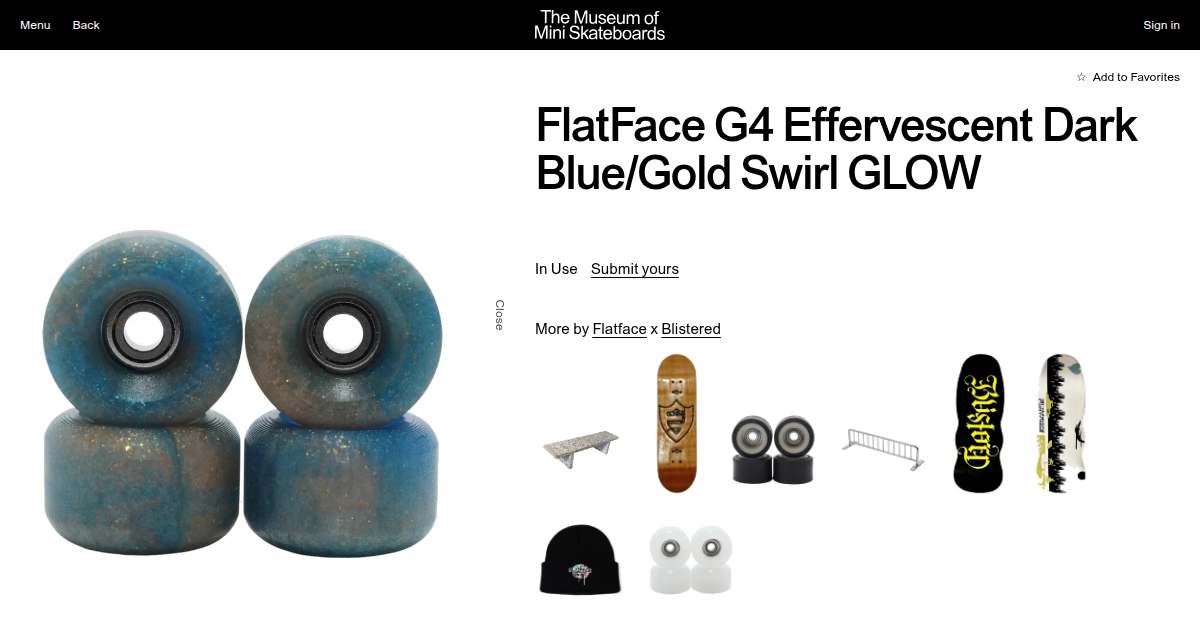 Menu
Back
The Museum of
Mini Skateboards
Sign in
☆ Add to Favorites
FlatFace G4 Effervescent Dark
Blue/Gold Swirl GLOW
In Use Submit yours
Close
More by Flatface x Blistered
Blistered